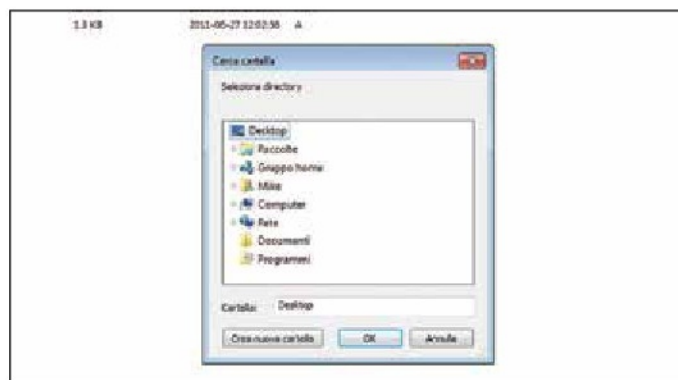 1.3 KB 2011-06-27 12:02:36 A
Cerca cartella
Seleziona directory
Desktop
Raccolte
Gruppo home
Mike
Computer
Rete
Documenti
Programmi
Cartella: Desktop
Crea nuova cartella OK Annulla